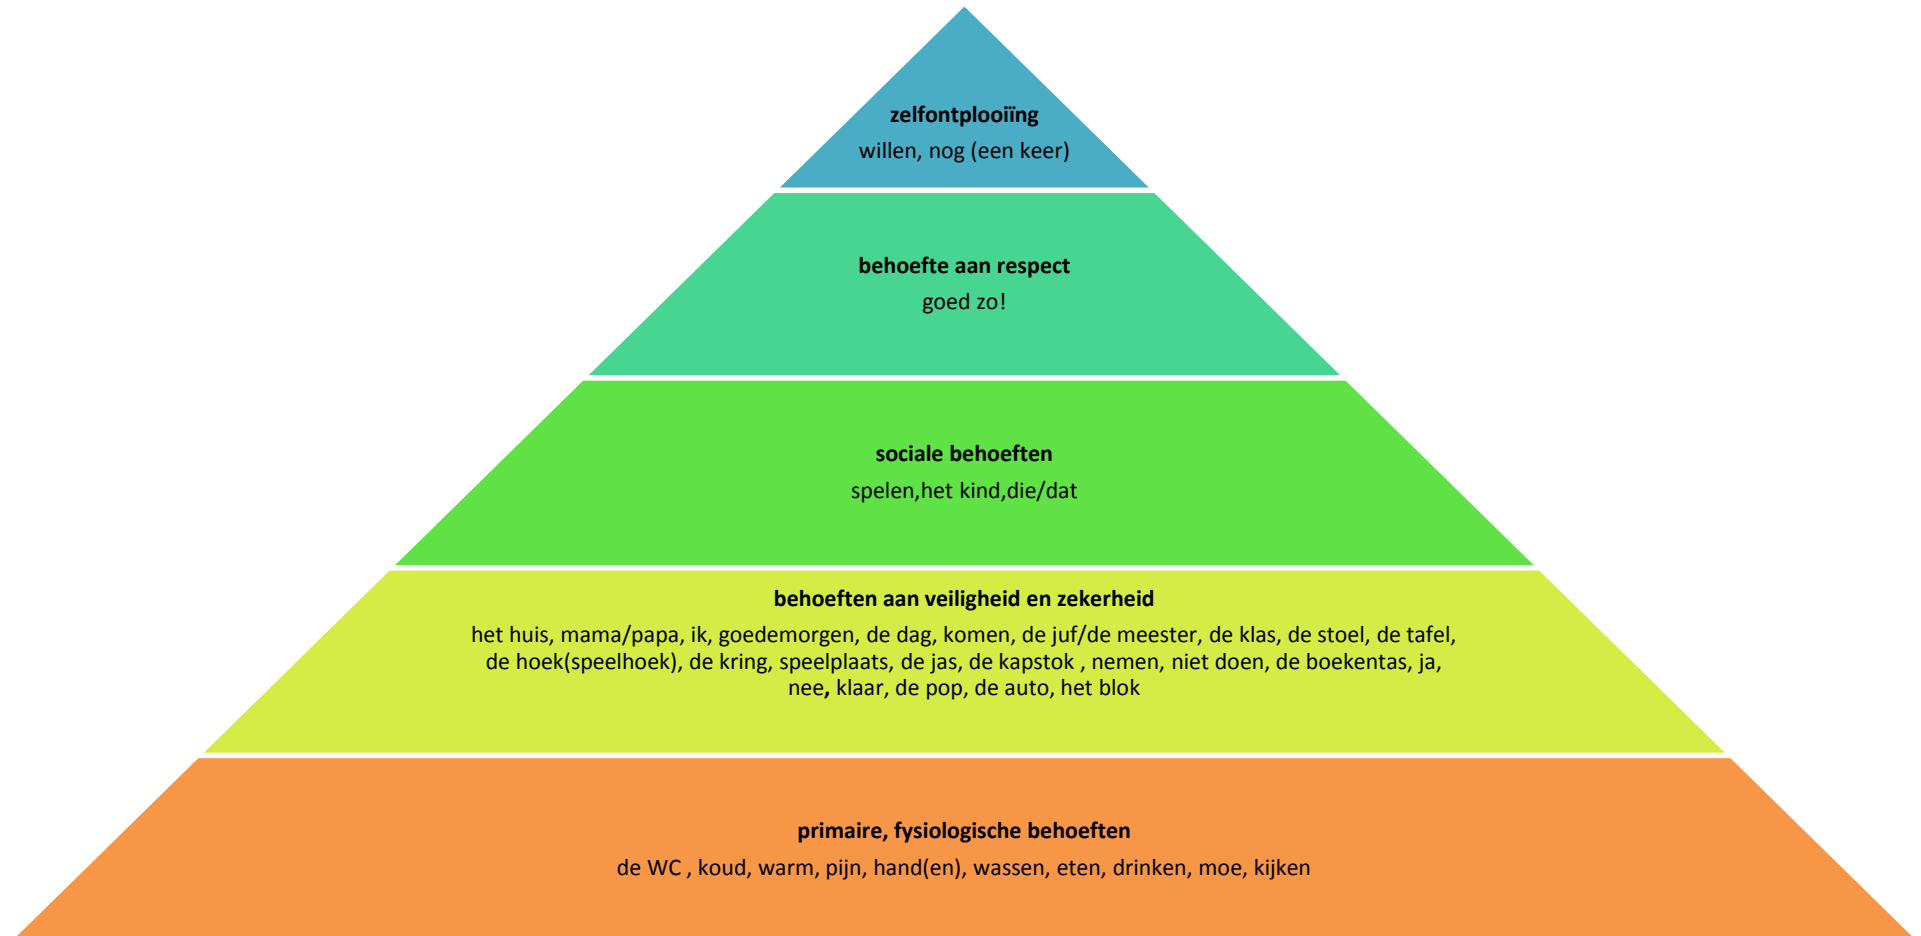 zelfontplooiïng
willen, nog (een keer)
behoefte aan respect
goed zo!
sociale behoeften
spelen,het kind,die/dat
behoeften aan veiligheid en zekerheid
het huis, mama/papa, ik, goedemorgen, de dag, komen, de juf/de meester, de klas, de stoel, de tafel,
de hoek(speelhoek), de kring, speelplaats, de jas, de kapstok , nemen, niet doen, de boekentas, ja,
nee, klaar, de pop, de auto, het blok
primaire, fysiologische behoeften
de WC , koud, warm, pijn, hand(en), wassen, eten, drinken, moe, kijken